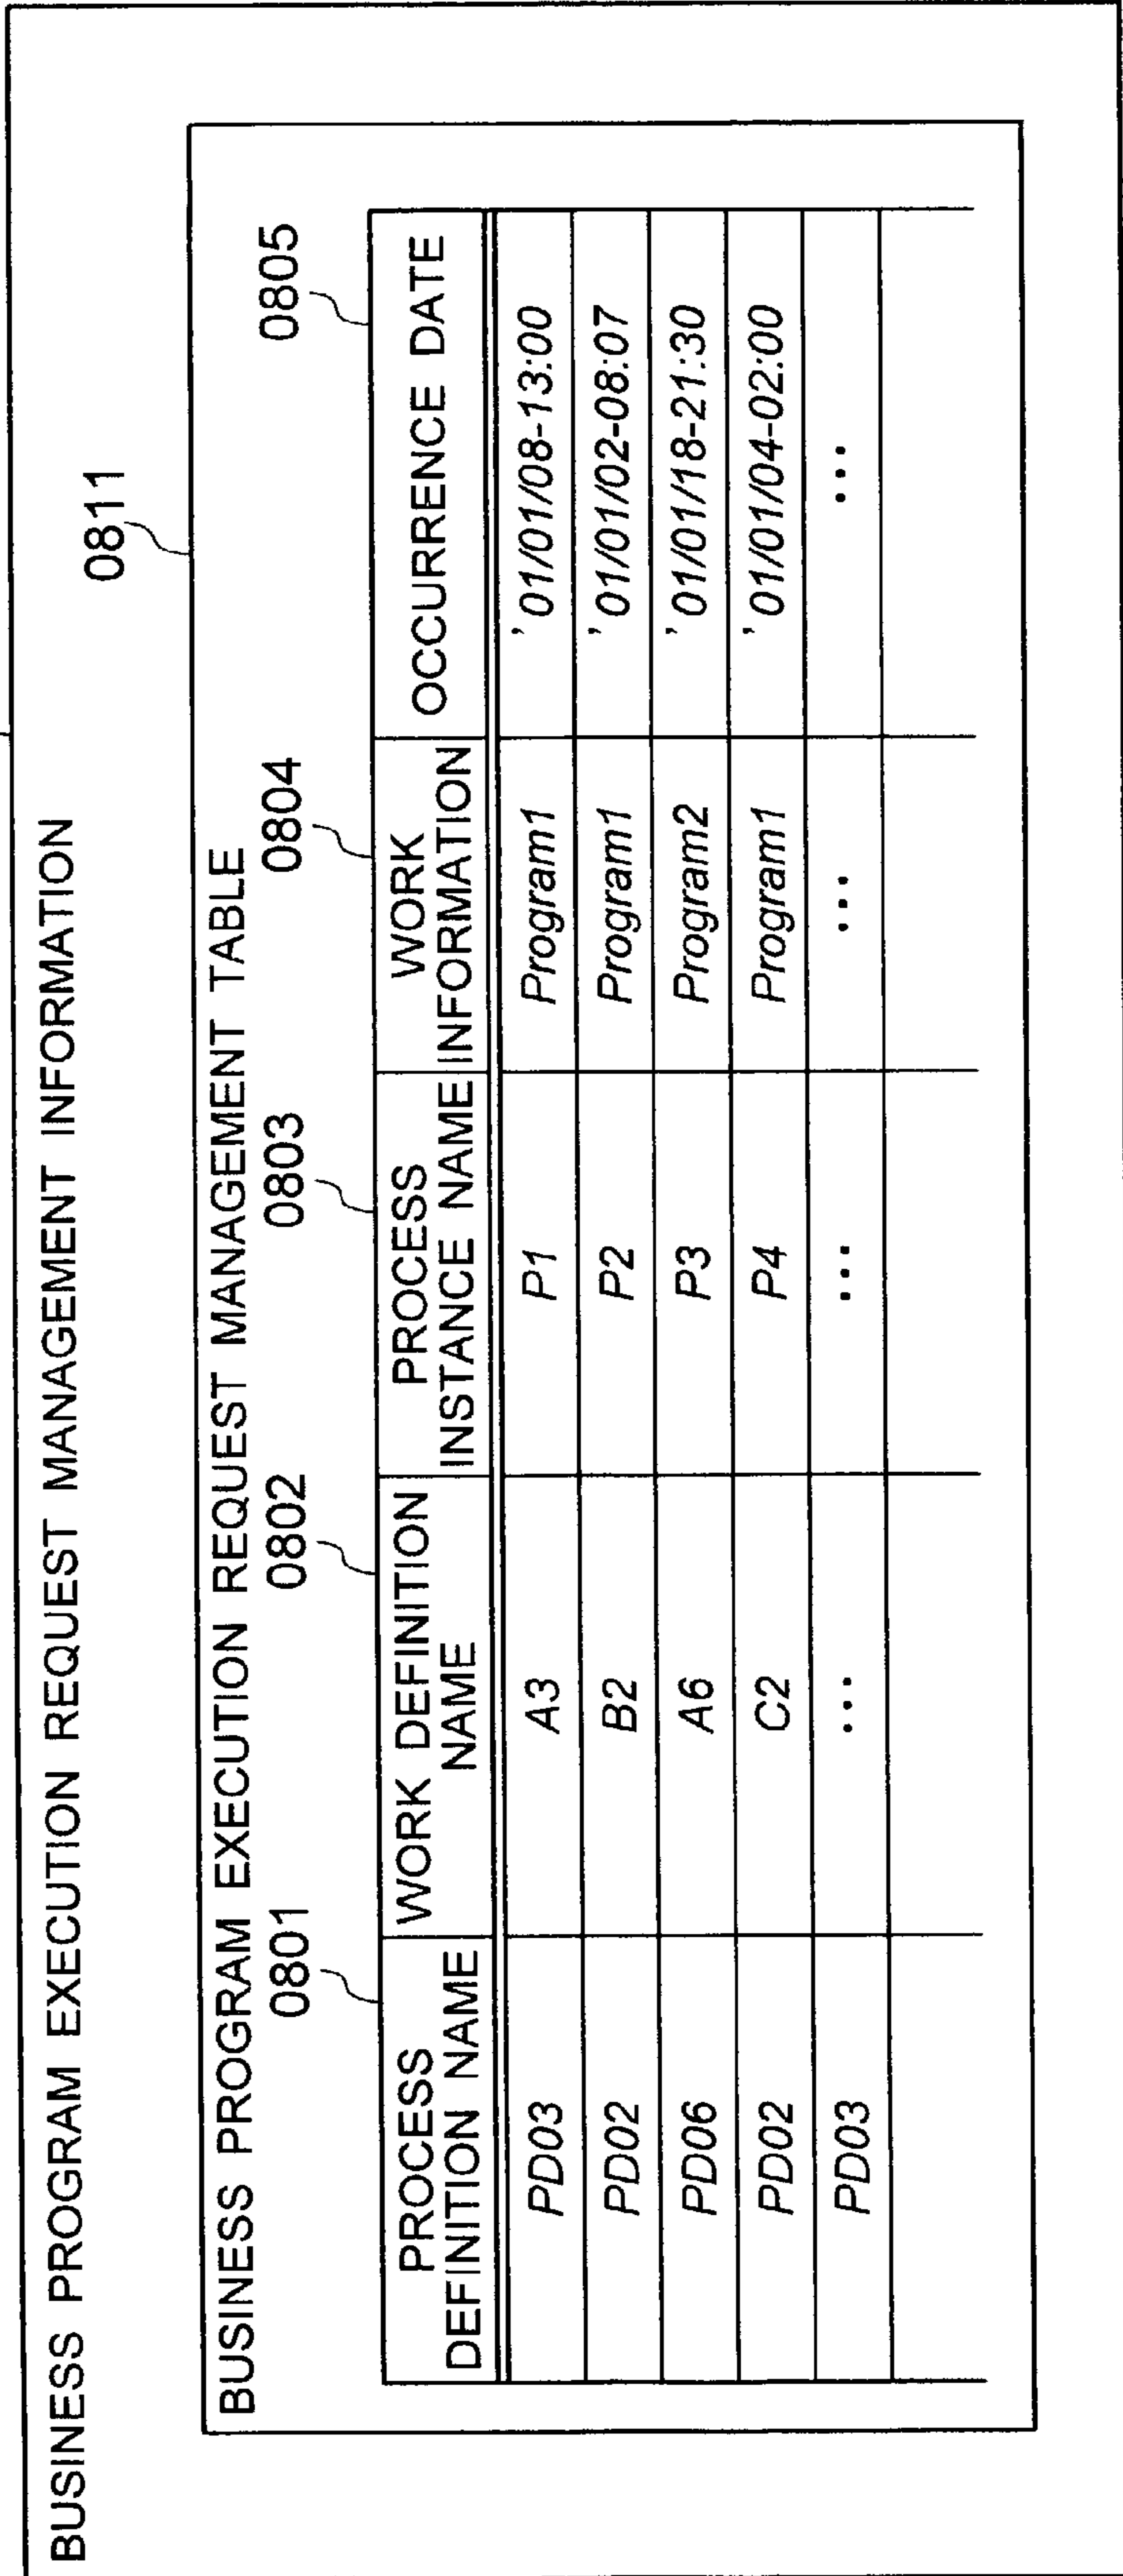 BUSINESS PROGRAM EXECUTION REQUEST MANAGEMENT INFORMATION
0811
BUSINESS PROGRAM EXECUTION REQUEST MANAGEMENT TABLE
0801 0802 0803 0804 0805
PROCESS DEFINITION NAME WORK DEFINITION NAME PROCESS INSTANCE NAME WORK INFORMATION OCCURRENCE DATE
PD03 A3 P1 Program1 '01/01/08-13:00
PD02 B2 P2 Program1 '01/01/02-08:07
PD06 A6 P3 Program2 '01/01/18-21:30
PD02 C2 P4 Program1 '01/01/04-02:00
PD03 ... ... ... ...